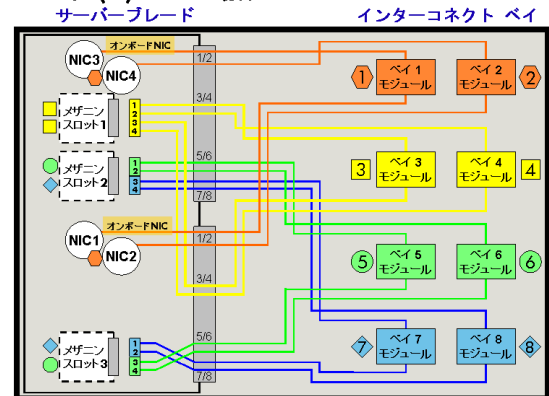 サーバーブレード
インターコネクト ベイ
オンボードNIC
NIC3
NIC4
1/2
ベイ 1
モジュール
1
ベイ 2
モジュール
2
メザニン
スロット1
1
2
3
4
3/4
ベイ 3
モジュール
3
ベイ 4
モジュール
4
メザニン
スロット2
1
2
3
4
5/6
7/8
オンボードNIC
NIC1
NIC2
1/2
3/4
ベイ 5
モジュール
5
ベイ 6
モジュール
6
メザニン
スロット3
1
2
3
4
5/6
7/8
ベイ 7
モジュール
7
ベイ 8
モジュール
8